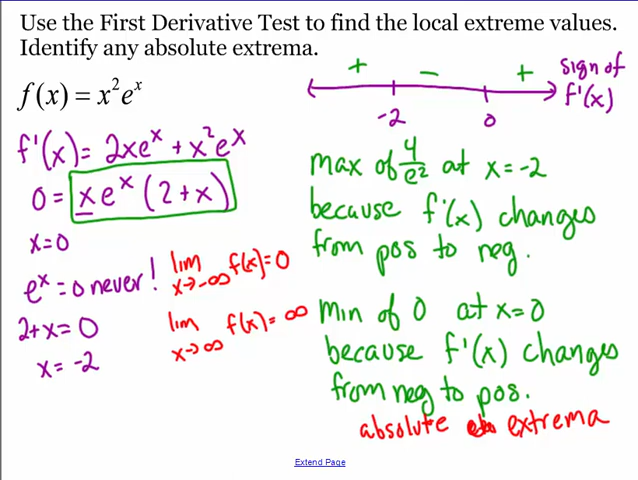 Use the First Derivative Test to find the local extreme values.
Identify any absolute extrema.
f(x) = x²eˣ
f'(x) = 2xeˣ + x²eˣ
0 = xeˣ(2+x)
x=0
eˣ = 0 never!
2+x = 0
x = -2
lim f(x) = 0
x→-∞
lim f(x) = ∞
x→∞
+ - + sign of
f'(x)
-2 0
max of 4/e² at x=-2
because f'(x) changes
from pos to neg.
Min of 0 at x=0
because f'(x) changes
from neg to pos.
absolute extrema
Extend Page